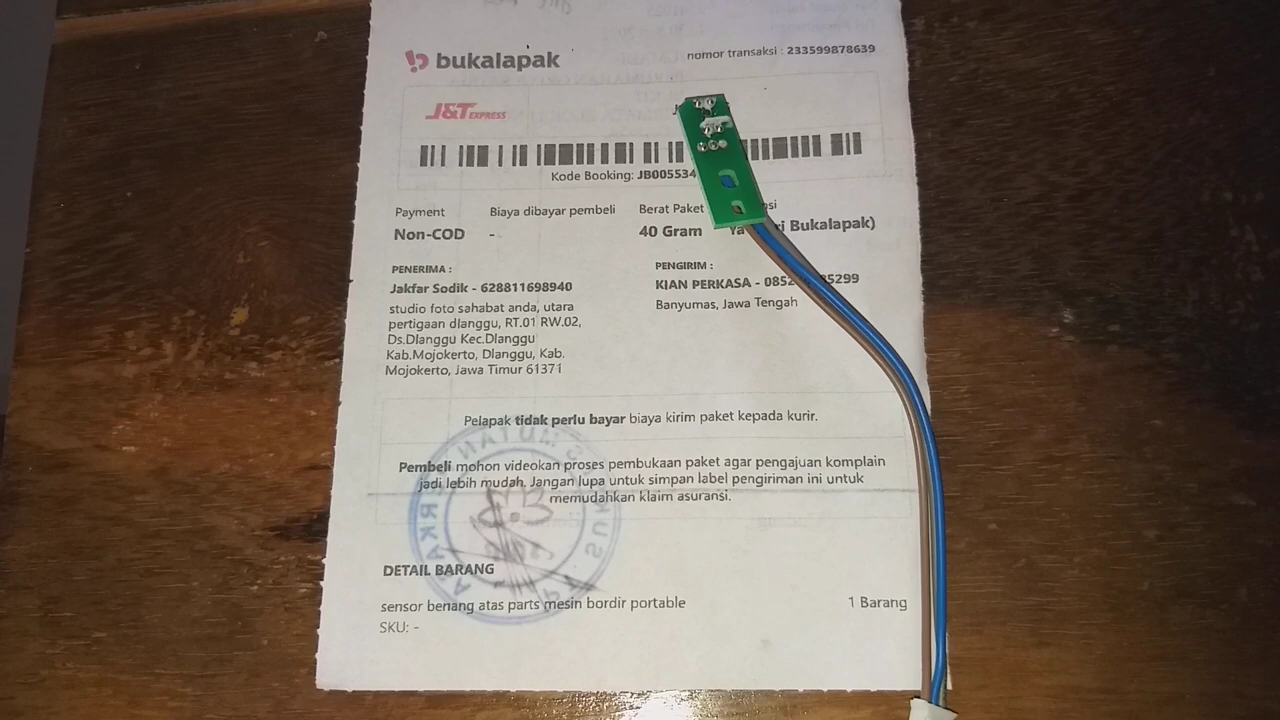 bukalapak
nomor transaksi : 233599878639
J&T EXPRESS
Kode Booking: JB005534
Payment
Biaya dibayar pembeli
Berat Paket
Non-COD
-
40 Gram
Bukalapak)
PENERIMA :
Jakfar Sodik - 628811698940
studio foto sahabat anda, utara
pertigaan dlanggu, RT.01 RW.02,
Ds.Dlanggu Kec.Dlanggu
Kab.Mojokerto, Dlanggu, Kab.
Mojokerto, Jawa Timur 61371
PENGIRIM :
KIAN PERKASA - 085
5299
Banyumas, Jawa Tengah
Pelapak tidak perlu bayar biaya kirim paket kepada kurir.
Pembeli mohon videokan proses pembukaan paket agar pengajuan komplain
jadi lebih mudah. Jangan lupa untuk simpan label pengiriman ini untuk
memudahkan klaim asuransi.
DETAIL BARANG
sensor benang atas parts mesin bordir portable
1 Barang
SKU: -